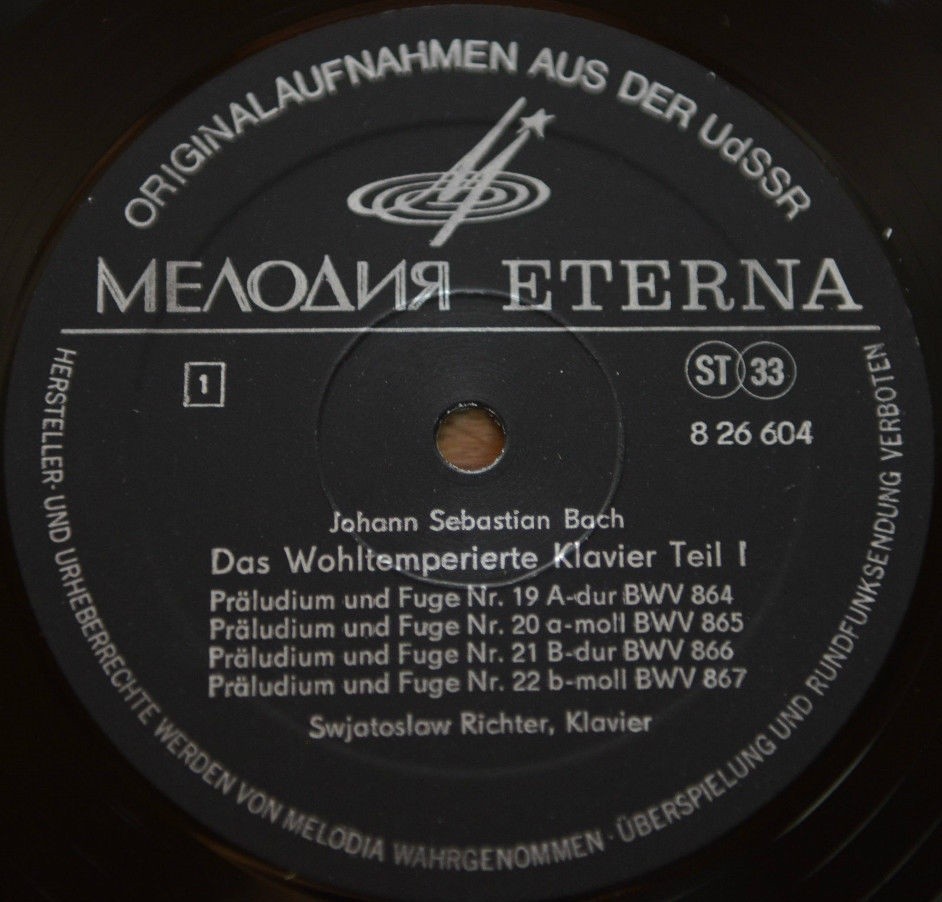 ORIGINALAUFNAHMEN AUS DER UdSSR
МЕЛОДИЯ ETERNA
1
ST 33
8 26 604
Johann Sebastian Bach
Das Wohltemperierte Klavier Teil I
Präludium und Fuge Nr. 19 A-dur BWV 864
Präludium und Fuge Nr. 20 a-moll BWV 865
Präludium und Fuge Nr. 21 B-dur BWV 866
Präludium und Fuge Nr. 22 b-moll BWV 867
Swjatoslaw Richter, Klavier
HERSTELLER- UND URHEBERRECHTE WERDEN VON MELODIA WAHRGENOMMEN · ÜBERSPIELUNG UND RUNDFUNKSENDUNG VERBOTEN